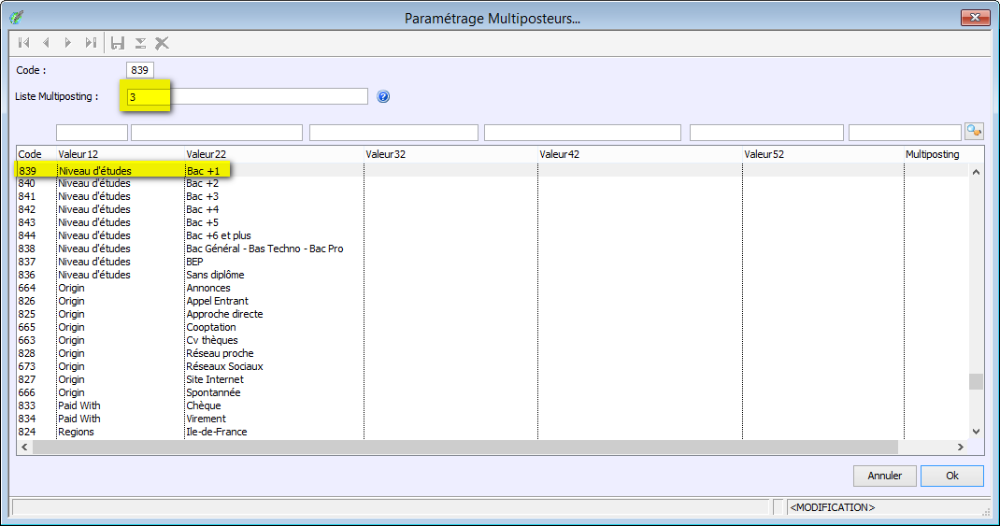 Paramétrage Multiposteurs...
Code : 839
Liste Multiposting : 3
Code Valeur12 Valeur22 Valeur32 Valeur42 Valeur52 Multiposting
839 Niveau d'études Bac +1
840 Niveau d'études Bac +2
841 Niveau d'études Bac +3
842 Niveau d'études Bac +4
843 Niveau d'études Bac +5
844 Niveau d'études Bac +6 et plus
838 Niveau d'études Bac Général - Bas Techno - Bac Pro
837 Niveau d'études BEP
836 Niveau d'études Sans diplôme
664 Origin Annonces
826 Origin Appel Entrant
825 Origin Approche directe
665 Origin Cooptation
663 Origin Cv thèques
828 Origin Réseau proche
673 Origin Réseaux Sociaux
827 Origin Site Internet
666 Origin Spontannée
833 Paid With Chèque
834 Paid With Virement
824 Regions Ile-de-France
Annuler Ok
<MODIFICATION>